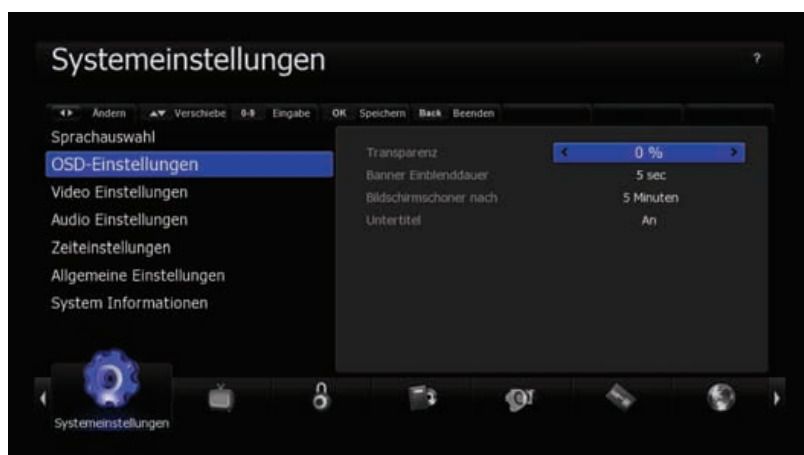 Systemeinstellungen ?
Ändern Verschiebe 0-9 Eingabe OK Speichern Back Beenden
Sprachauswahl
OSD-Einstellungen
Video Einstellungen
Audio Einstellungen
Zeiteinstellungen
Allgemeine Einstellungen
System Informationen
Transparenz 0 %
Banner Einblenddauer 5 sec
Bildschirmschoner nach 5 Minuten
Untertitel An
Systemeinstellungen